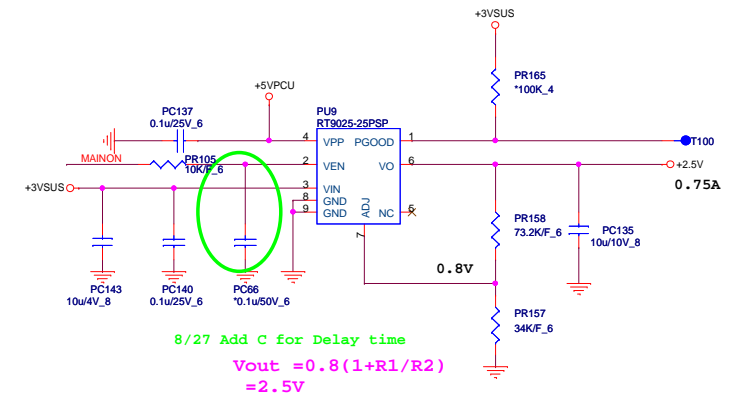 +3VSUS
PR165
*100K_4
+5VPCU
PC137
0.1u/25V_6
PU9
RT9025-25PSP
4 VPP PGOOD 1
T100
MAINON
PR105
10K/F_6
2 VEN VO 6
+2.5V
0.75A
+3VSUS
3 VIN
8 GND
9 GND
ADJ
NC 5
7
PR158
73.2K/F_6
PC135
10u/10V_8
0.8V
PC143
10u/4V_8
PC140
0.1u/25V_6
PC66
*0.1u/50V_6
PR157
34K/F_6
8/27 Add C for Delay time
Vout =0.8(1+R1/R2)
=2.5V